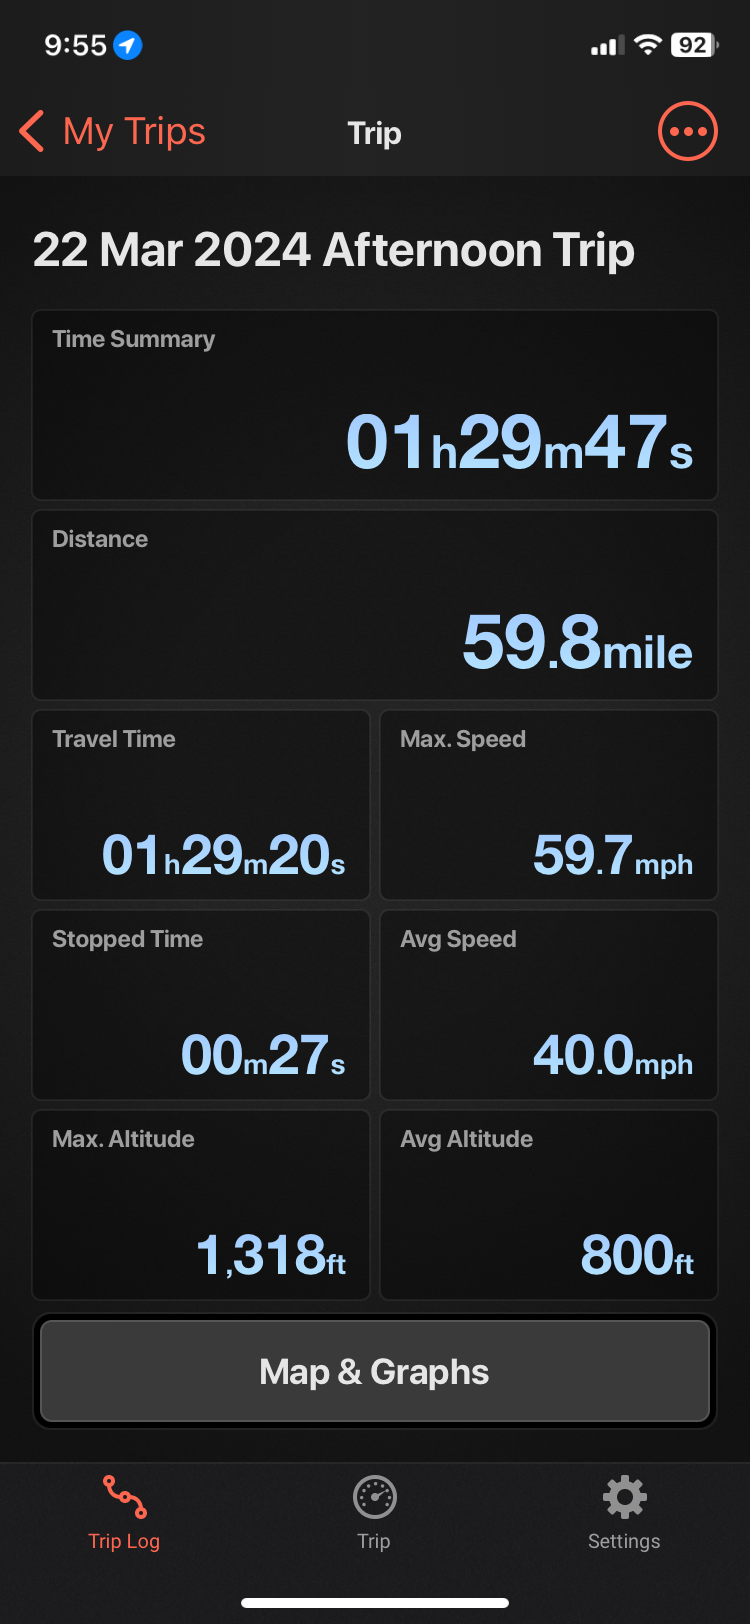 9:55
92
My Trips
Trip
22 Mar 2024 Afternoon Trip
Time Summary
01h29m47s
Distance
59.8mile
Travel Time
01h29m20s
Max. Speed
59.7mph
Stopped Time
00m27s
Avg Speed
40.0mph
Max. Altitude
1,318ft
Avg Altitude
800ft
Map & Graphs
Trip Log
Trip
Settings